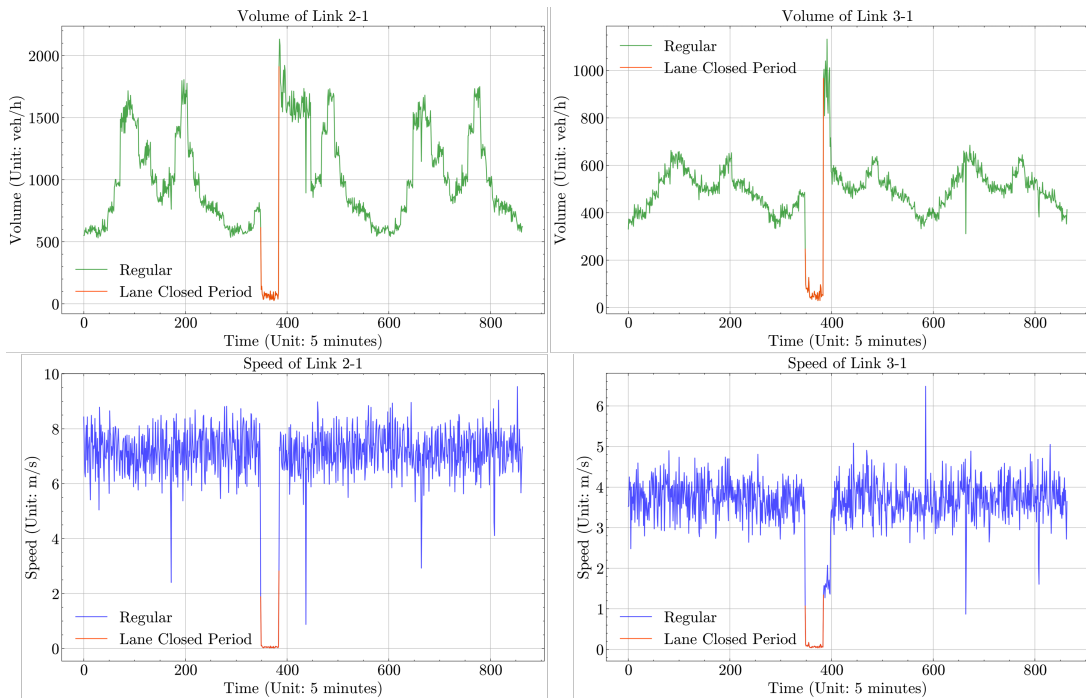 Volume of Link 2-1
Volume (Unit: veh/h)
2000
1500
1000
500
0
Regular
Lane Closed Period
0 200 400 600 800
Time (Unit: 5 minutes)
Volume of Link 3-1
Volume (Unit: veh/h)
1000
800
600
400
200
0
Regular
Lane Closed Period
0 200 400 600 800
Time (Unit: 5 minutes)
Speed of Link 2-1
Speed (Unit: m/s)
10
8
6
4
2
0
Regular
Lane Closed Period
0 200 400 600 800
Time (Unit: 5 minutes)
Speed of Link 3-1
Speed (Unit: m/s)
6
5
4
3
2
1
0
Regular
Lane Closed Period
0 200 400 600 800
Time (Unit: 5 minutes)